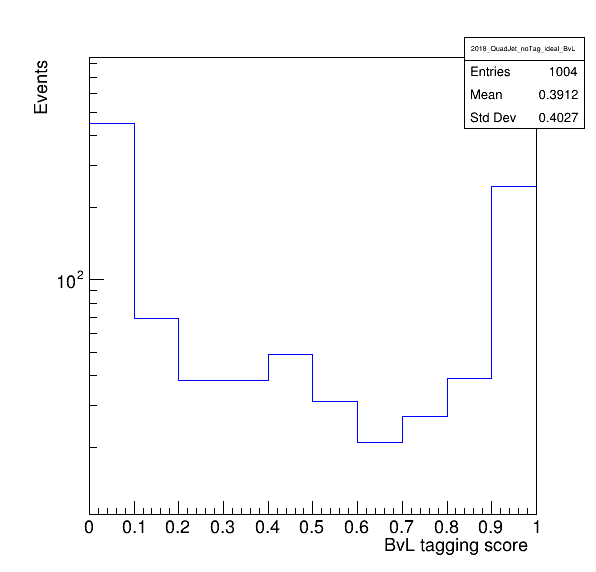 2018_QuadJet_noTag_ideal_BvL
Entries 1004
Mean 0.3912
Std Dev 0.4027
Events
10²
0 0.1 0.2 0.3 0.4 0.5 0.6 0.7 0.8 0.9 1
BvL tagging score